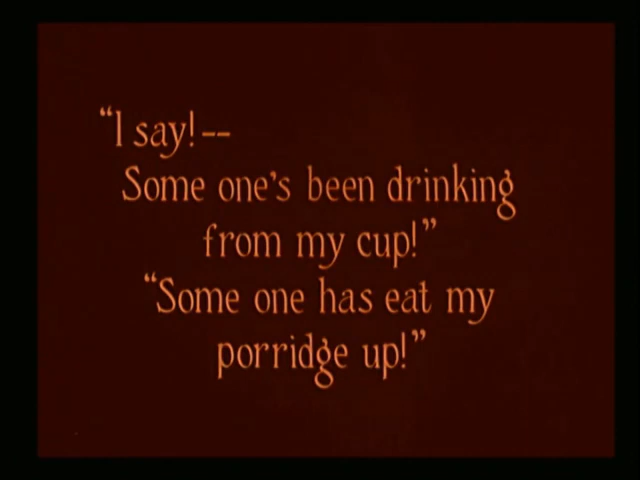 “I say!--
Some one's been drinking
from my cup!”
“Some one has eat my
porridge up!”